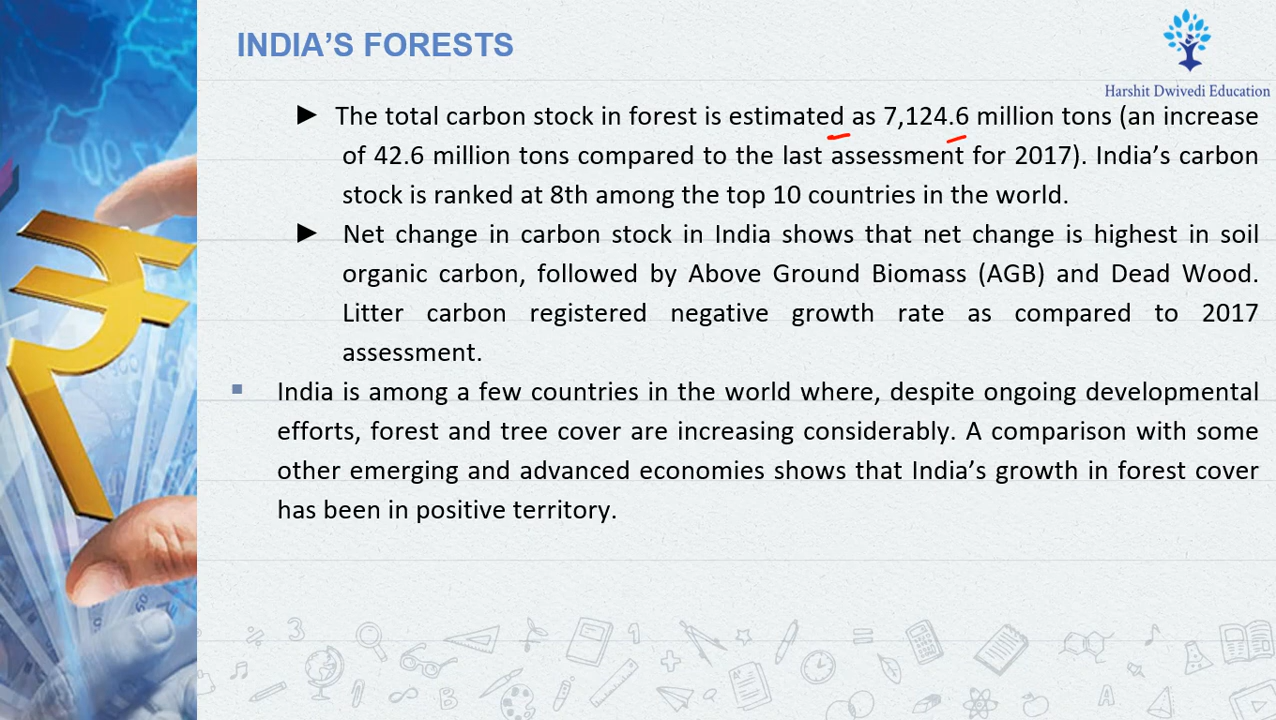 INDIA’S FORESTS
Harshit Dwivedi Education
► The total carbon stock in forest is estimated as 7,124.6 million tons (an increase
of 42.6 million tons compared to the last assessment for 2017). India’s carbon
stock is ranked at 8th among the top 10 countries in the world.
► Net change in carbon stock in India shows that net change is highest in soil
organic carbon, followed by Above Ground Biomass (AGB) and Dead Wood.
Litter carbon registered negative growth rate as compared to 2017
assessment.
▪ India is among a few countries in the world where, despite ongoing developmental
efforts, forest and tree cover are increasing considerably. A comparison with some
other emerging and advanced economies shows that India’s growth in forest cover
has been in positive territory.